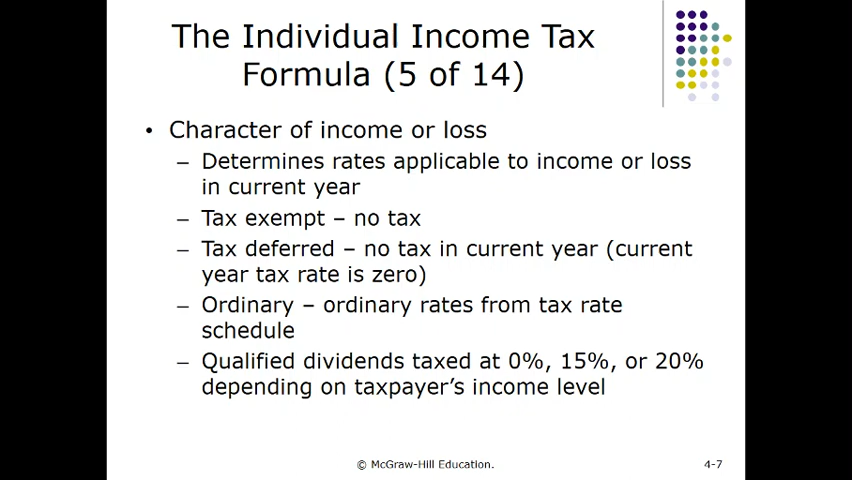 The Individual Income Tax
Formula (5 of 14)
• Character of income or loss
– Determines rates applicable to income or loss
in current year
– Tax exempt – no tax
– Tax deferred – no tax in current year (current
year tax rate is zero)
– Ordinary – ordinary rates from tax rate
schedule
– Qualified dividends taxed at 0%, 15%, or 20%
depending on taxpayer’s income level
© McGraw-Hill Education.
4-7